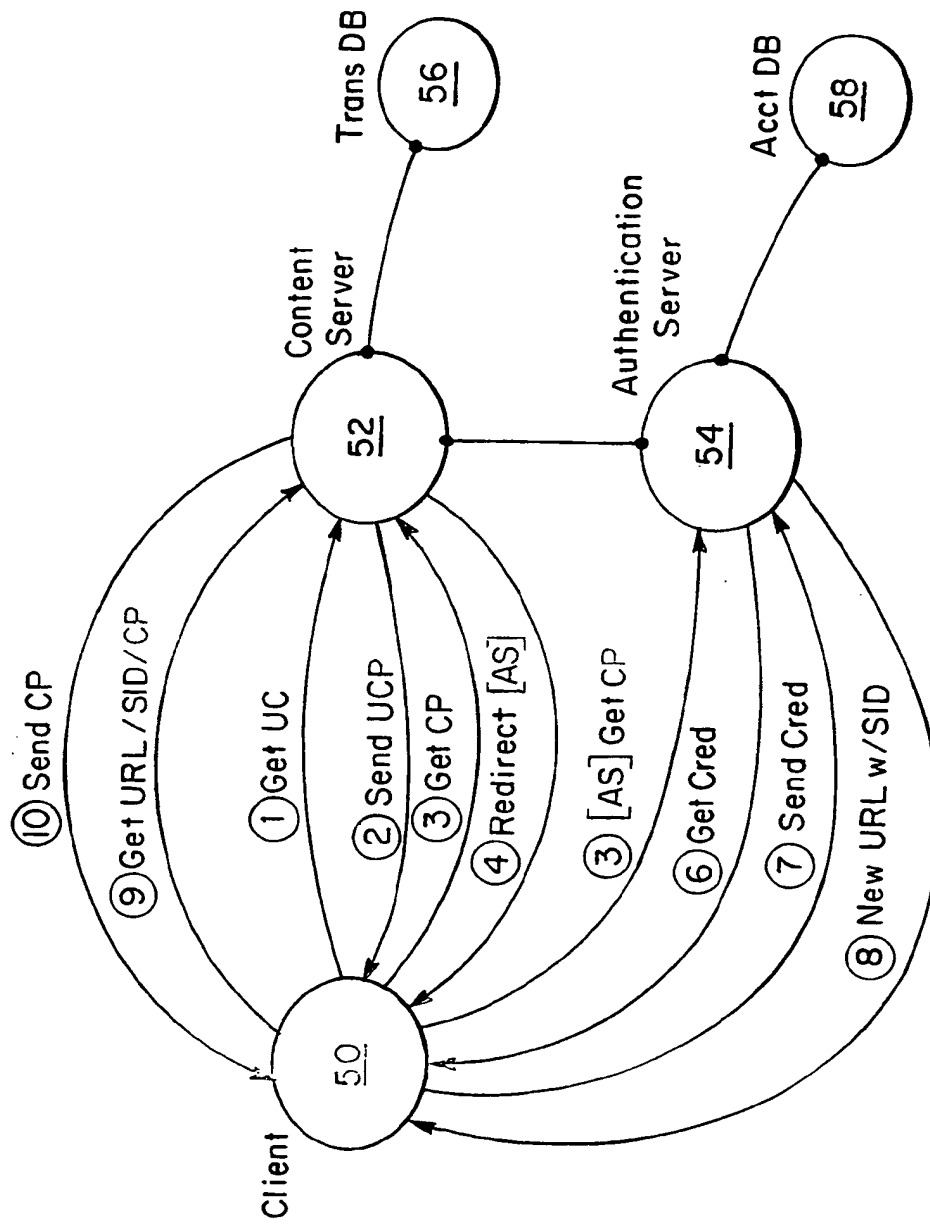 ⑩ Send CP
⑨ Get URL/SID/CP
① Get UC
② Send UCP
③ Get CP
④ Redirect [AS]
③ [AS] Get CP
⑥ Get Cred
⑦ Send Cred
⑧ New URL w/SID
Client
50
Content
Server
52
Trans DB
56
Authentication
Server
54
Acct DB
58